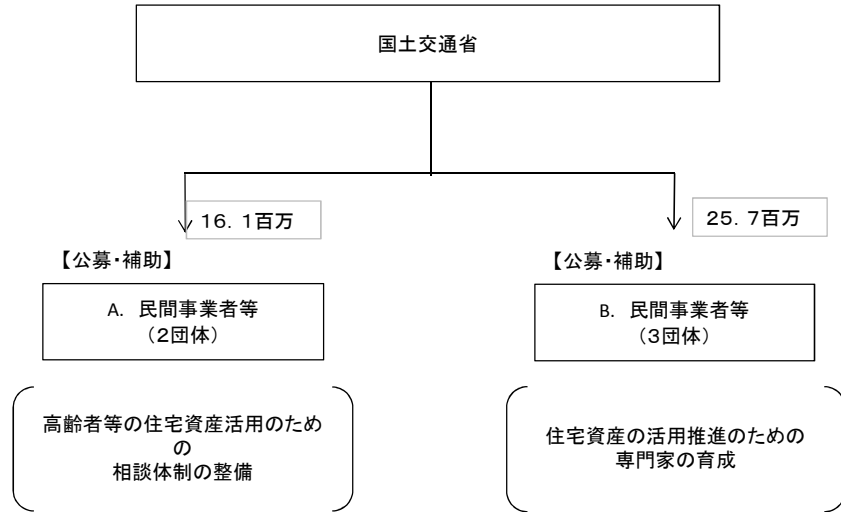 国土交通省
16．1百万
25．7百万
【公募・補助】
【公募・補助】
A. 民間事業者等
（2団体）
B. 民間事業者等
（3団体）
高齢者等の住宅資産活用のため
の
相談体制の整備
住宅資産の活用推進のための
専門家の育成